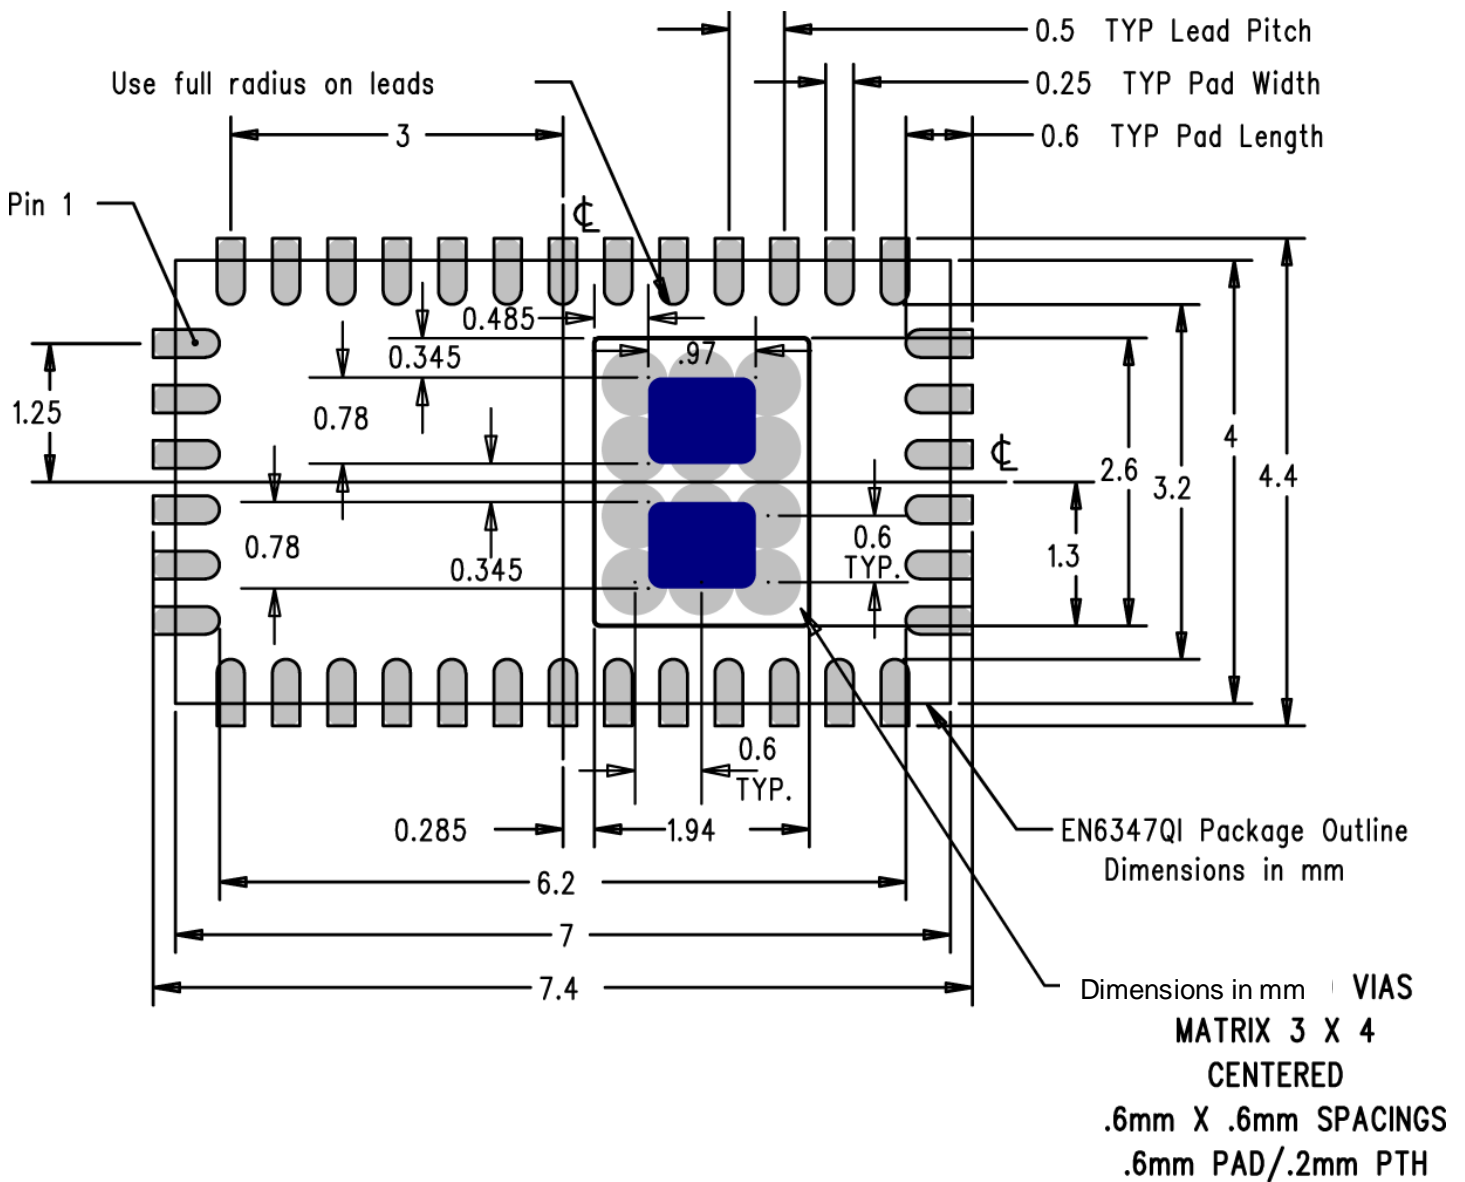 0.5 TYP Lead Pitch
Use full radius on leads
0.25 TYP Pad Width
3
0.6 TYP Pad Length
Pin 1
℄
0.485
0.345
.97
1.25
0.78
4
℄
2.6
3.2
4.4
0.78
0.345
0.6
TYP.
1.3
0.6
TYP.
0.285
1.94
EN6347QI Package Outline
Dimensions in mm
6.2
7
7.4
Dimensions in mm VIAS
MATRIX 3 X 4
CENTERED
.6mm X .6mm SPACINGS
.6mm PAD/.2mm PTH